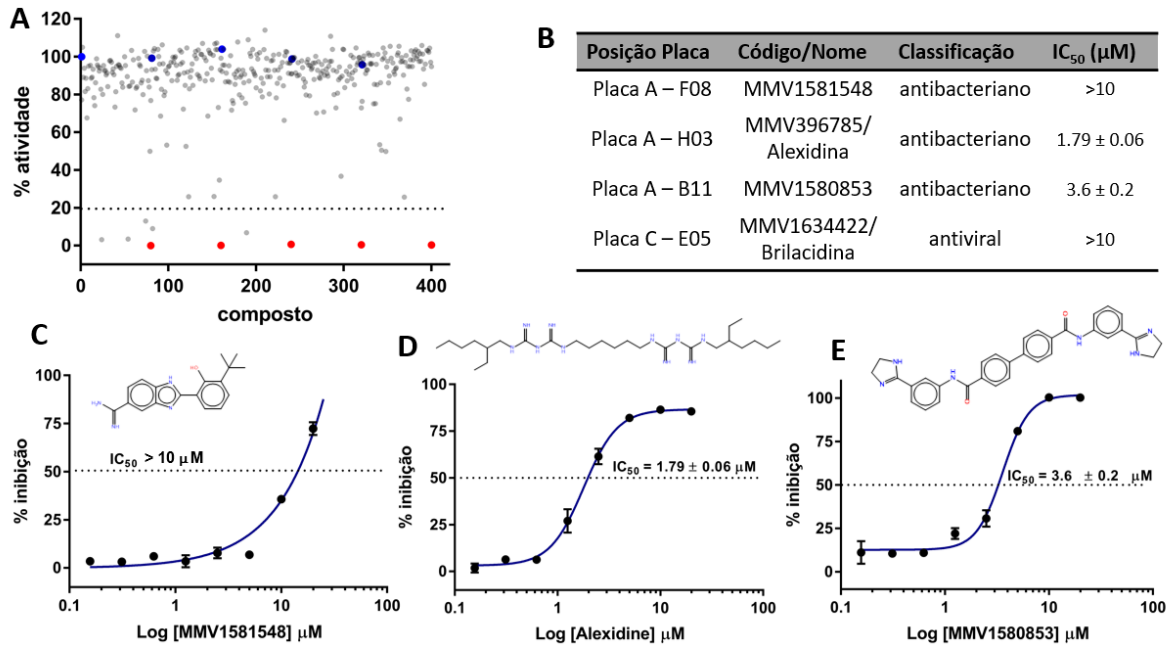 A
% atividade
120
100
80
60
40
20
0
0 100 200 300 400
composto
B
Posição Placa Código/Nome Classificação IC50 (μM)
Placa A – F08 MMV1581548 antibacteriano >10
Placa A – H03 MMV396785/ Alexidina antibacteriano 1.79 ± 0.06
Placa A – B11 MMV1580853 antibacteriano 3.6 ± 0.2
Placa C – E05 MMV1634422/ Brilacidina antiviral >10
C
% inibição
100
75
50
25
0
IC50 > 10 μM
0.1 1 10 100
Log [MMV1581548] μM
D
% inibição
100
75
50
25
0
IC50 = 1.79 ± 0.06 μM
0.1 1 10 100
Log [Alexidine] μM
E
% inibição
100
75
50
25
0
IC50 = 3.6 ± 0.2 μM
0.1 1 10 100
Log [MMV1580853] μM